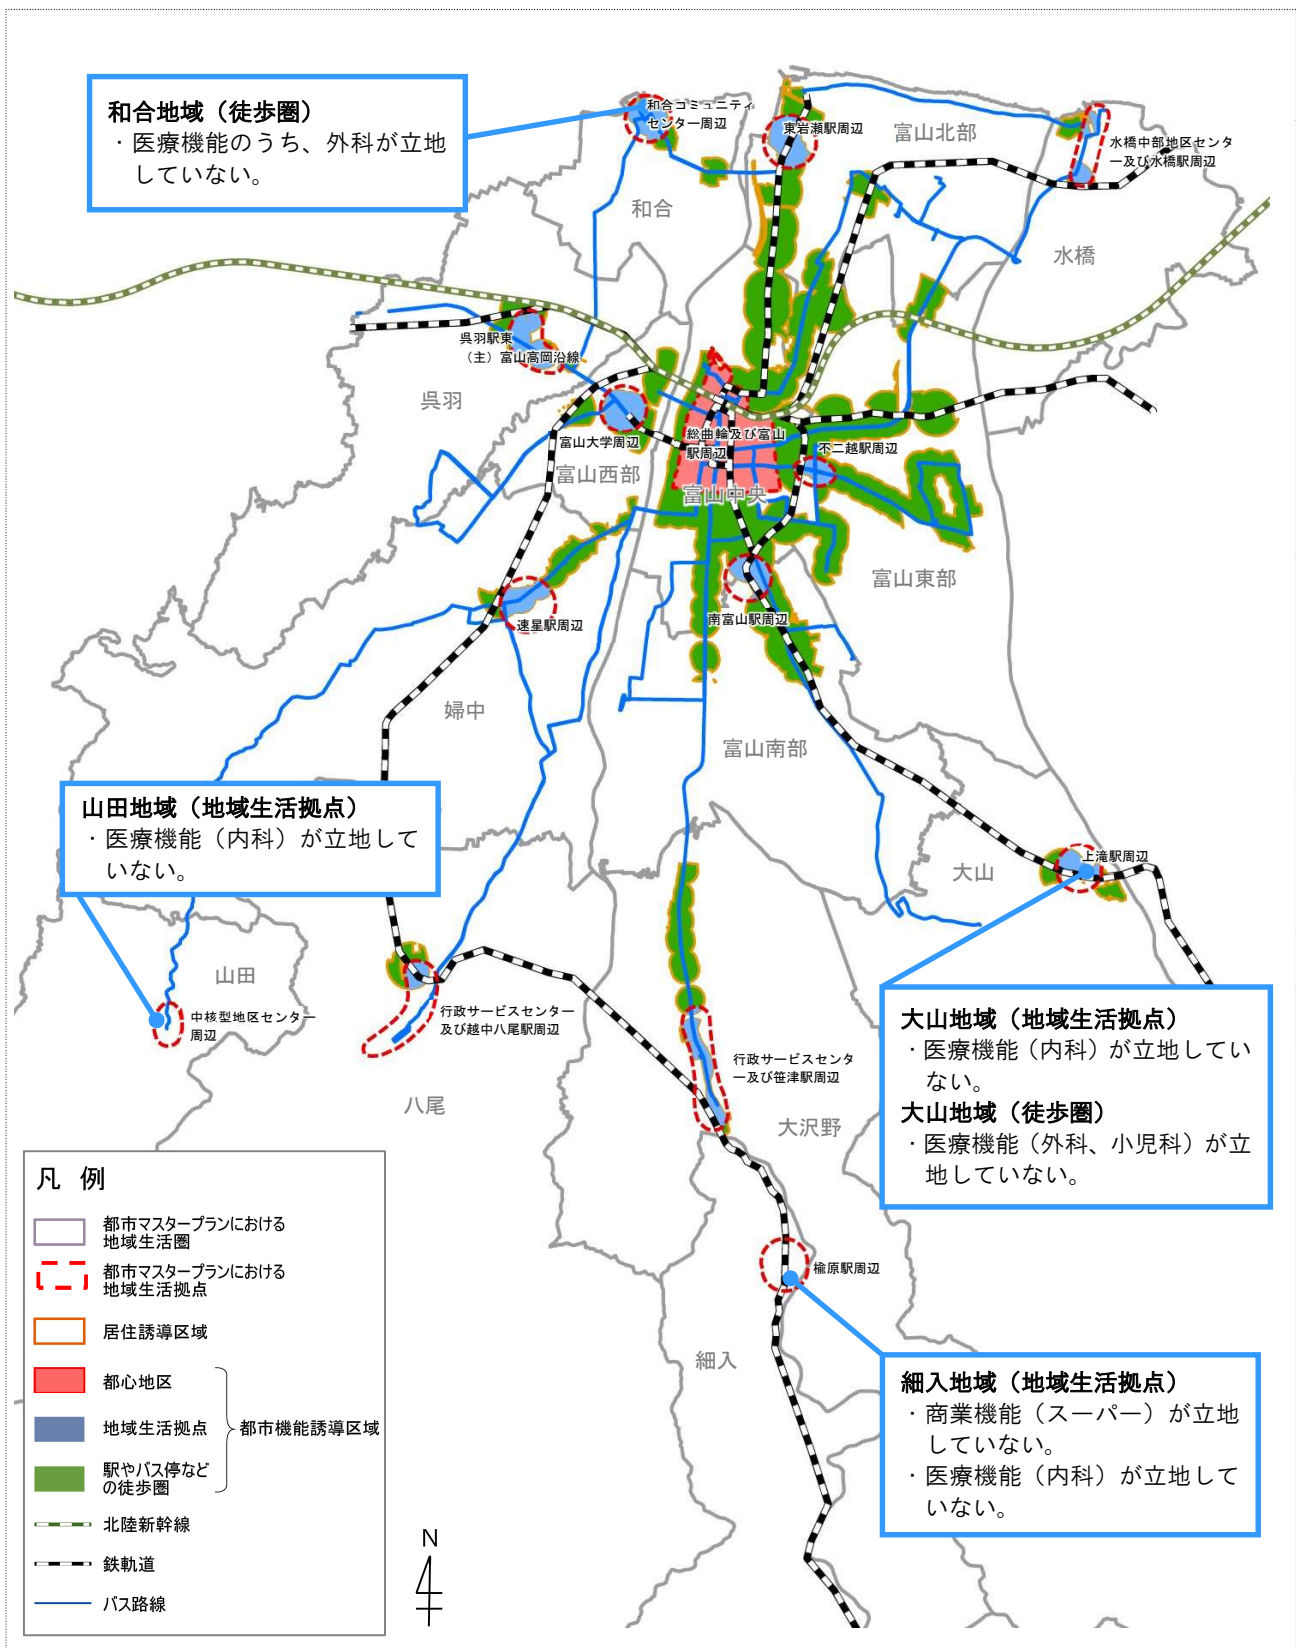 和合地域（徒歩圏）
・医療機能のうち、外科が立地
していない。
和合コミュニティ
センター周辺
東岩瀬駅周辺
富山北部
水橋中部地区センタ
ー及び水橋駅周辺
和合
水橋
呉羽駅東
（主）富山高岡沿線
呉羽
富山大学周辺
富山西部
総曲輪及び富山
駅周辺
富山中央
不二越駅周辺
富山東部
南富山駅周辺
速星駅周辺
婦中
富山南部
山田地域（地域生活拠点）
・医療機能（内科）が立地して
いない。
大山
上滝駅周辺
山田
中核型地区センター
周辺
行政サービスセンター
及び越中八尾駅周辺
八尾
行政サービスセンタ
ー及び笹津駅周辺
大沢野
大山地域（地域生活拠点）
・医療機能（内科）が立地してい
ない。
大山地域（徒歩圏）
・医療機能（外科、小児科）が立
地していない。
楡原駅周辺
細入
細入地域（地域生活拠点）
・商業機能（スーパー）が立地
していない。
・医療機能（内科）が立地して
いない。
凡 例
都市マスタープランにおける
地域生活圏
都市マスタープランにおける
地域生活拠点
居住誘導区域
都心地区
地域生活拠点
都市機能誘導区域
駅やバス停など
の徒歩圏
北陸新幹線
鉄軌道
バス路線
N